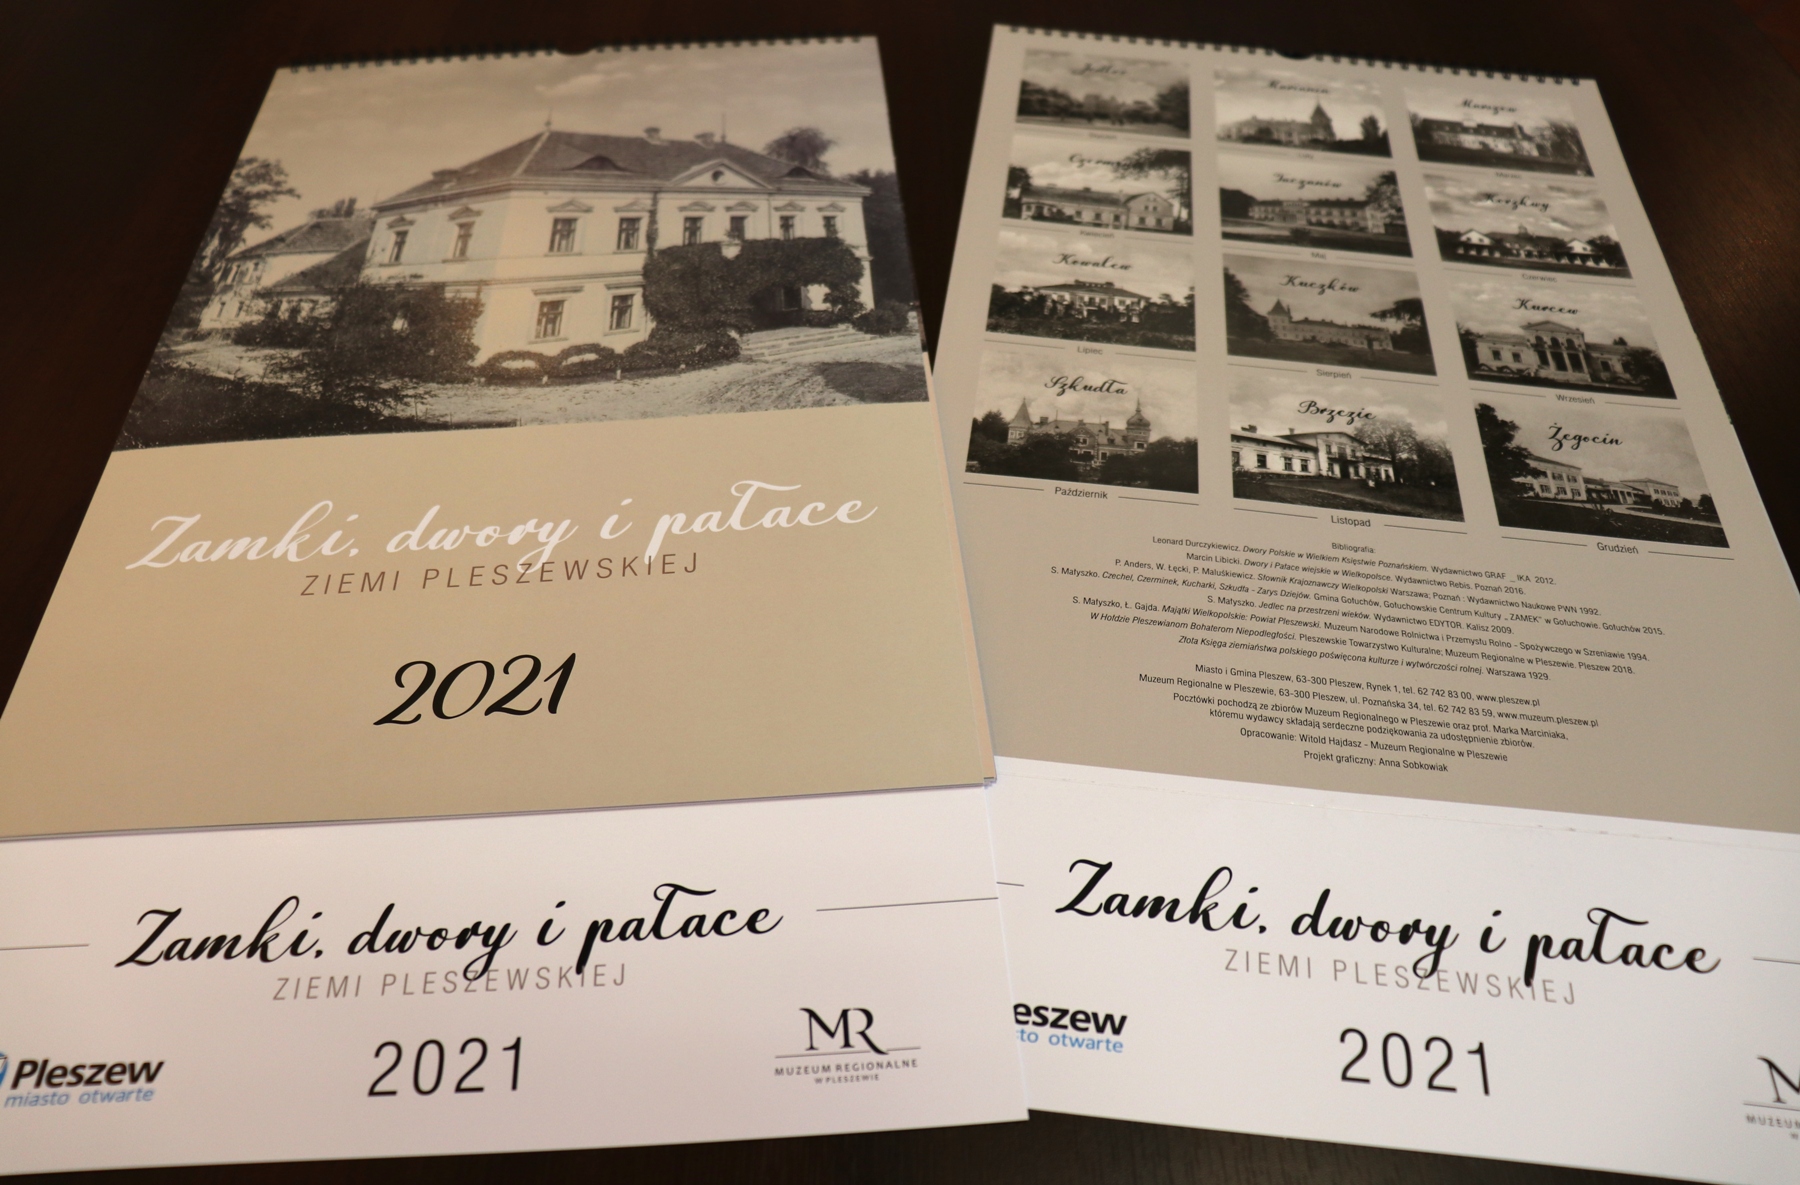 Zamki, dwory i pałace
ZIEMI PLESZEWSKIEJ
2021
Zamki, dwory i pałace
ZIEMI PLESZEWSKIEJ
2021
Pleszew
miasto otwarte
MR
MUZEUM REGIONALNE
W PLESZEWIE
Karszew
Tarzanów
Korzkwy
Czerwiec
Maj
Kowalew
Kuczków
Kurcew
Lipiec
Sierpień
Wrzesień
Szkudła
Brzezie
Żegocin
Październik
Listopad
Grudzień
Bibliografia:
Leonard Durczykiewicz. Dwory Polskie w Wielkiem Księstwie Poznańskiem. Wydawnictwo GRAF _ IKA 2012.
Marcin Libicki. Dwory i Pałace wiejskie w Wielkopolsce. Wydawnictwo Rebis. Poznań 2016.
P. Anders, W. Łęcki, P. Maluśkiewicz. Słownik Krajoznawczy Wielkopolski Warszawa; Poznań : Wydawnictwo Naukowe PWN 1992.
S. Matyszko. Czechel, Czerminek, Kucharki, Szkudła - Zarys Dziejów. Gmina Gołuchów, Gołuchowskie Centrum Kultury „ ZAMEK" w Gołuchowie. Gołuchów 2015.
S. Matyszko. Jedlec na przestrzeni wieków. Wydawnictwo EDYTOR. Kalisz 2009.
S. Matyszko, Ł. Gajda. Majątki Wielkopolskie: Powiat Pleszewski. Muzeum Narodowe Rolnictwa i Przemysłu Rolno - Spożywczego w Szreniawie 1994.
W Hołdzie Pleszewianom Bohaterom Niepodległości. Pleszewskie Towarzystwo Kulturalne; Muzeum Regionalne w Pleszewie. Pleszew 2018.
Złota Księga ziemiaństwa polskiego poświęcona kulturze i wytwórczości rolnej. Warszawa 1929.
Miasto i Gmina Pleszew, 63-300 Pleszew, Rynek 1, tel. 62 742 83 00, www.pleszew.pl
Muzeum Regionalne w Pleszewie, 63-300 Pleszew, ul. Poznańska 34, tel. 62 742 83 59, www.muzeum.pleszew.pl
Pocztówki pochodzą ze zbiorów Muzeum Regionalnego w Pleszewie oraz prof. Marka Marciniaka,
któremu wydawcy składają serdeczne podziękowania za udostępnienie zbiorów.
Opracowanie: Witold Hajdasz - Muzeum Regionalne w Pleszewie
Projekt graficzny: Anna Sobkowiak
Zamki, dwory i pałace
ZIEMI PLESZEWSKIEJ
2021
eszew
sto otwarte
M
MUZEUM
W